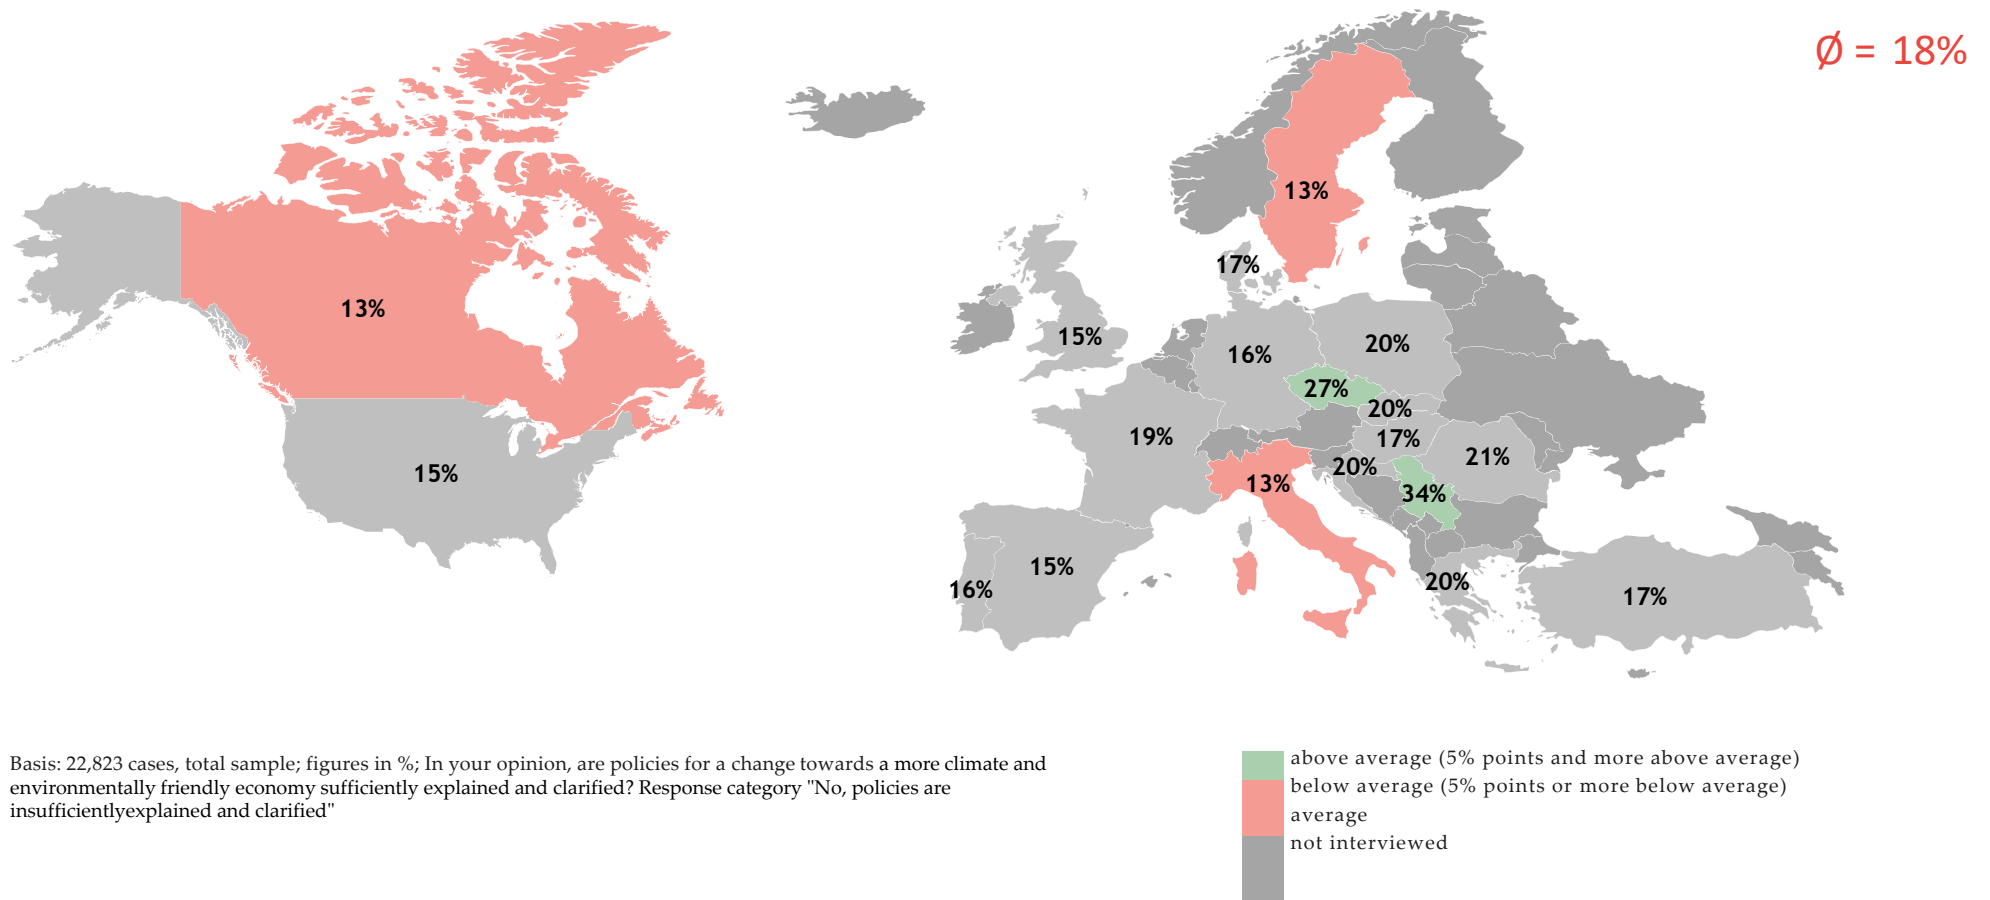 Ø = 18%
13%
17%
13%
15%
20%
16%
27%
20%
19%
17%
21%
20%
15%
13%
34%
15%
20%
16%
17%
Basis: 22,823 cases, total sample; figures in %; In your opinion, are policies for a change towards a more climate and
environmentally friendly economy sufficiently explained and clarified? Response category "No, policies are
insufficientlyexplained and clarified"
above average (5% points and more above average)
below average (5% points or more below average)
average
not interviewed